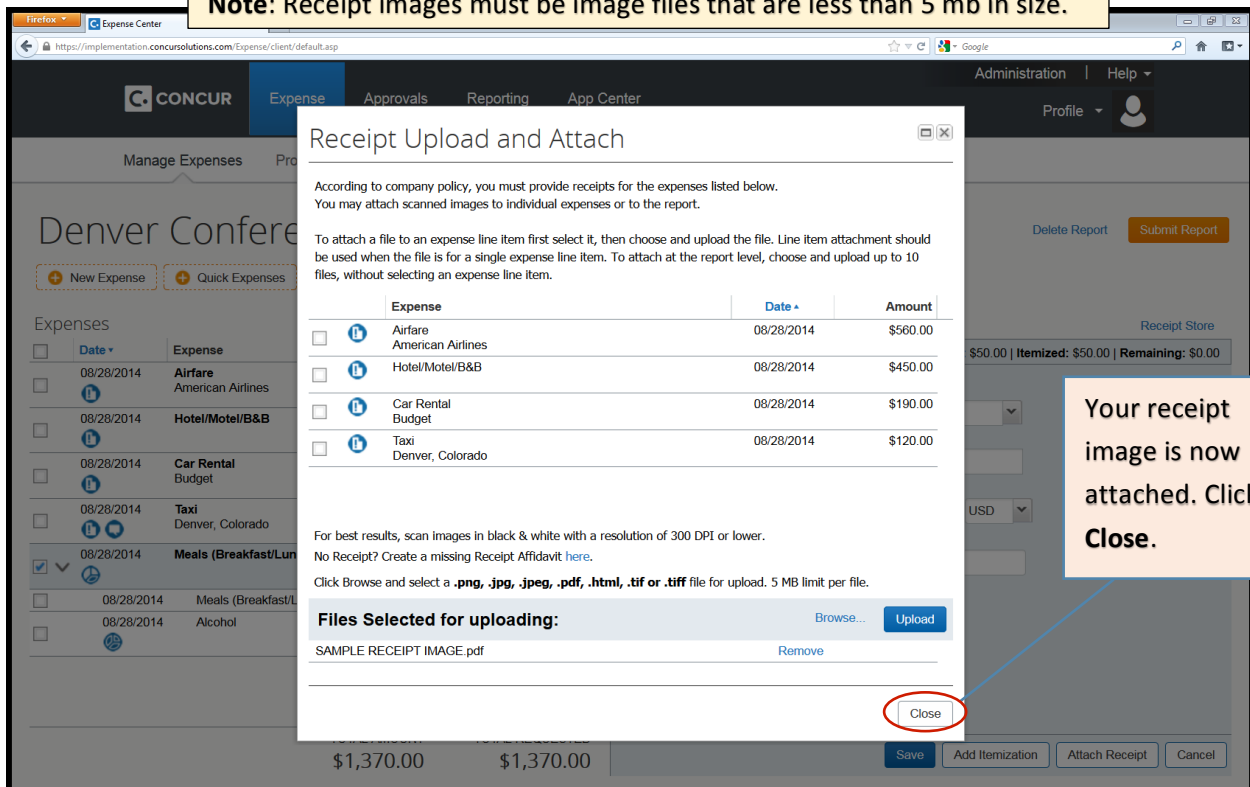 Note: Receipt images must be image files that are less than 5 mb in size.
Firefox
Expense Center
https://implementation.concursolutions.com/Expense/client/default.asp
Google
Administration | Help
C. CONCUR
Expense
Approvals
Reporting
App Center
Profile
Manage Expenses
Pro
Denver Confere
Delete Report
Submit Report
New Expense
Quick Expenses
Expenses
Receipt Store
Date
Expense
$50.00 | Itemized: $50.00 | Remaining: $0.00
08/28/2014
Airfare
American Airlines
08/28/2014
Hotel/Motel/B&B
08/28/2014
Car Rental
Budget
08/28/2014
Taxi
Denver, Colorado
USD
08/28/2014
Meals (Breakfast/Lun
08/28/2014
Meals (Breakfast/L
08/28/2014
Alcohol
Receipt Upload and Attach
According to company policy, you must provide receipts for the expenses listed below.
You may attach scanned images to individual expenses or to the report.
To attach a file to an expense line item first select it, then choose and upload the file. Line item attachment should
be used when the file is for a single expense line item. To attach at the report level, choose and upload up to 10
files, without selecting an expense line item.
Expense
Date
Amount
Airfare
American Airlines
08/28/2014
$560.00
Hotel/Motel/B&B
08/28/2014
$450.00
Car Rental
Budget
08/28/2014
$190.00
Taxi
Denver, Colorado
08/28/2014
$120.00
For best results, scan images in black & white with a resolution of 300 DPI or lower.
No Receipt? Create a missing Receipt Affidavit here.
Click Browse and select a .png, .jpg, .jpeg, .pdf, .html, .tif or .tiff file for upload. 5 MB limit per file.
Files Selected for uploading:
Browse...
Upload
SAMPLE RECEIPT IMAGE.pdf
Remove
Close
Your receipt
image is now
attached. Click
Close.
$1,370.00
$1,370.00
Save
Add Itemization
Attach Receipt
Cancel